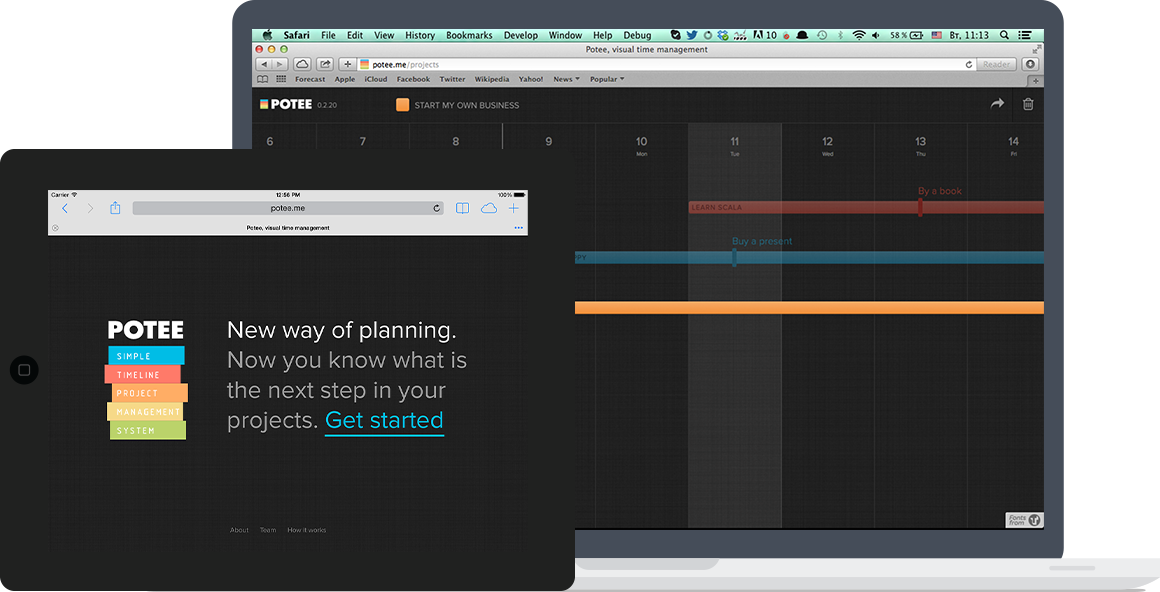 Safari File Edit View History Bookmarks Develop Window Help Debug 10 58 % Вт, 11:13
Potee, visual time management
potee.me/projects Reader
Forecast Apple iCloud Facebook Twitter Wikipedia Yahoo! News Popular
POTEE 0.2.20 START MY OWN BUSINESS
6 7 8 9 10 11 12 13 14
Mon Tue Wed Thu Fri
By a book
LEARN SCALA
Buy a present
Fonts
from
Carrier 12:56 PM 100%
potee.me
Potee, visual time management
POTEE
SIMPLE
TIMELINE
PROJECT
MANAGEMENT
SYSTEM
New way of planning.
Now you know what is
the next step in your
projects. Get started
About Team How it works